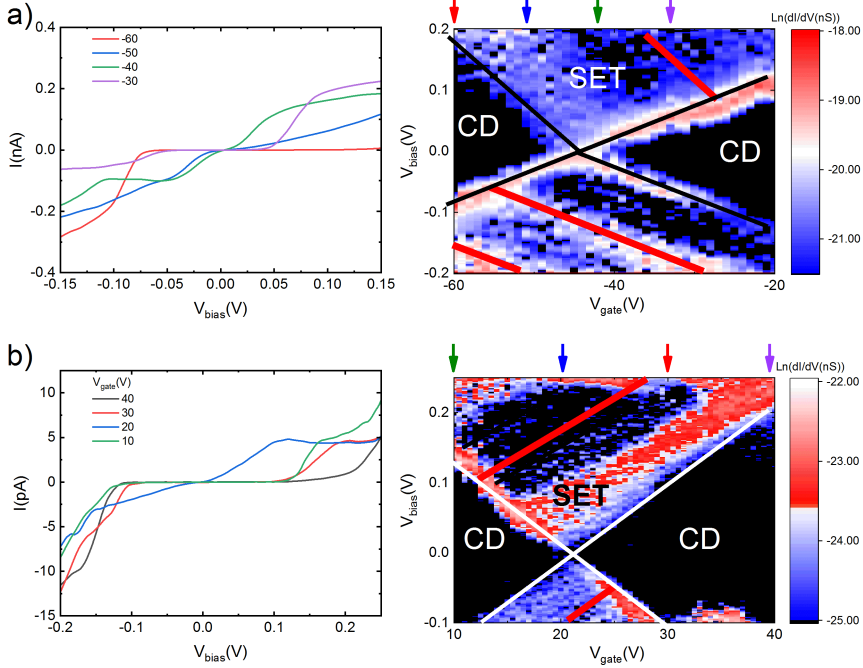 a)
-60
-50
-40
-30
I(nA)
0.4
0.2
0.0
-0.2
-0.4
-0.15
-0.10
-0.05
0.00
0.05
0.10
0.15
Vbias(V)
SET
CD
CD
Vbias(V)
0.2
0.1
0.0
-0.1
-0.2
-60
-40
-20
Vgate(V)
Ln(dI/dV(nS))
-18.00
-19.00
-20.00
-21.00
b)
Vgate(V)
40
30
20
10
I(pA)
10
5
0
-5
-10
-15
-0.2
-0.1
0.0
0.1
0.2
Vbias(V)
SET
CD
CD
Vbias(V)
0.2
0.1
0.0
-0.1
10
20
30
40
Vgate(V)
Ln(dI/dV(nS))
-22.00
-23.00
-24.00
-25.00